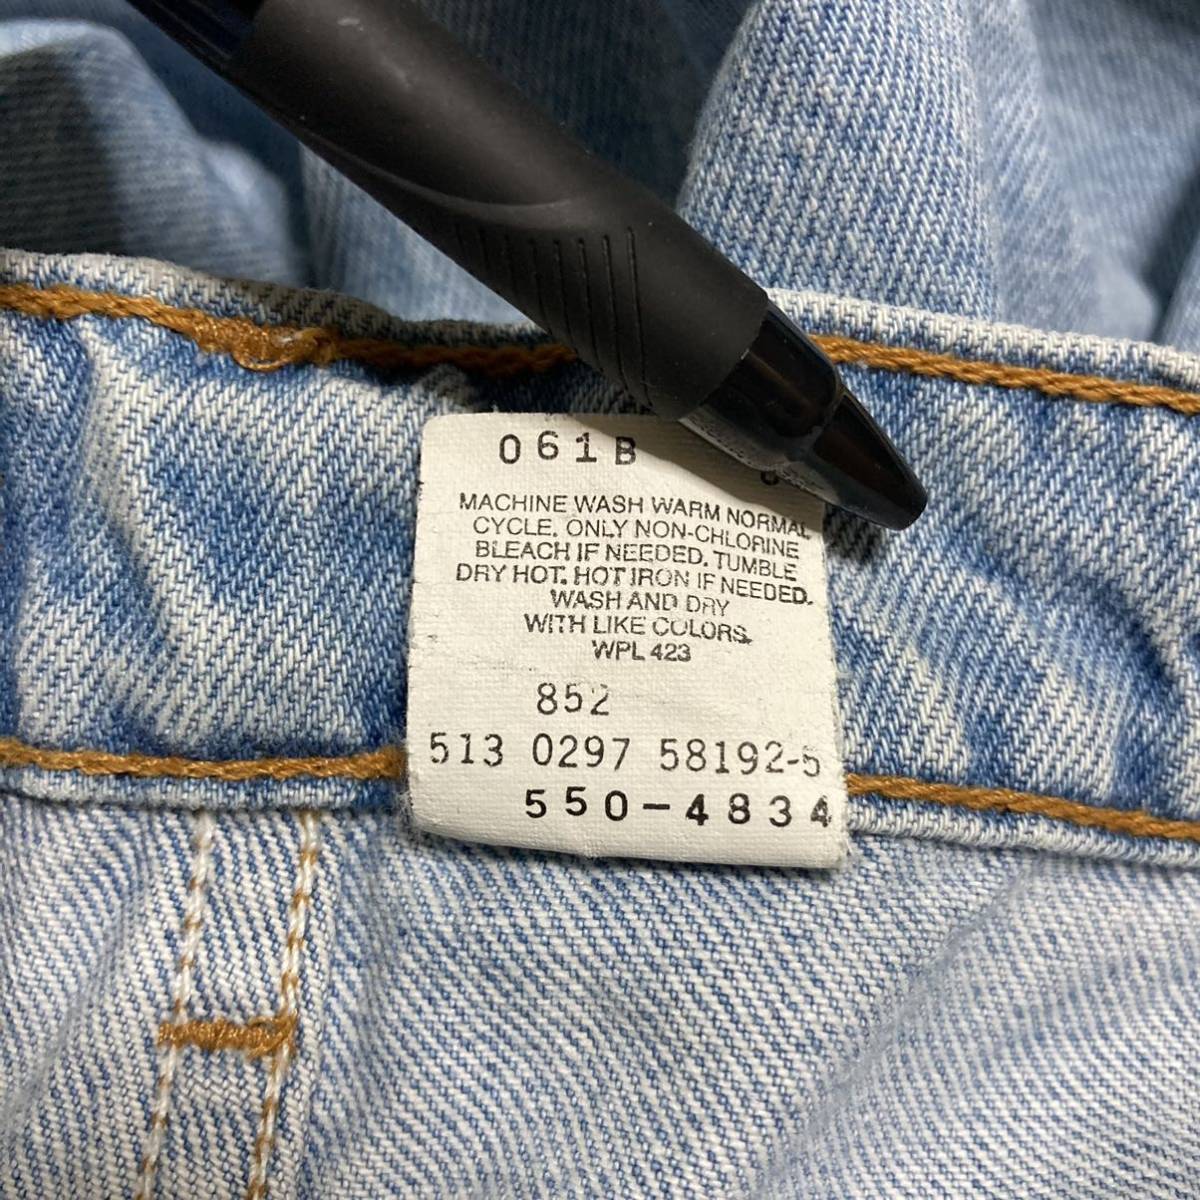 061B
MACHINE WASH WARM NORMAL
CYCLE. ONLY NON-CHLORINE
BLEACH IF NEEDED. TUMBLE
DRY HOT. HOT IRON IF NEEDED.
WASH AND DRY
WITH LIKE COLORS.
WPL 423
852
513 0297 58192-5
550-4834